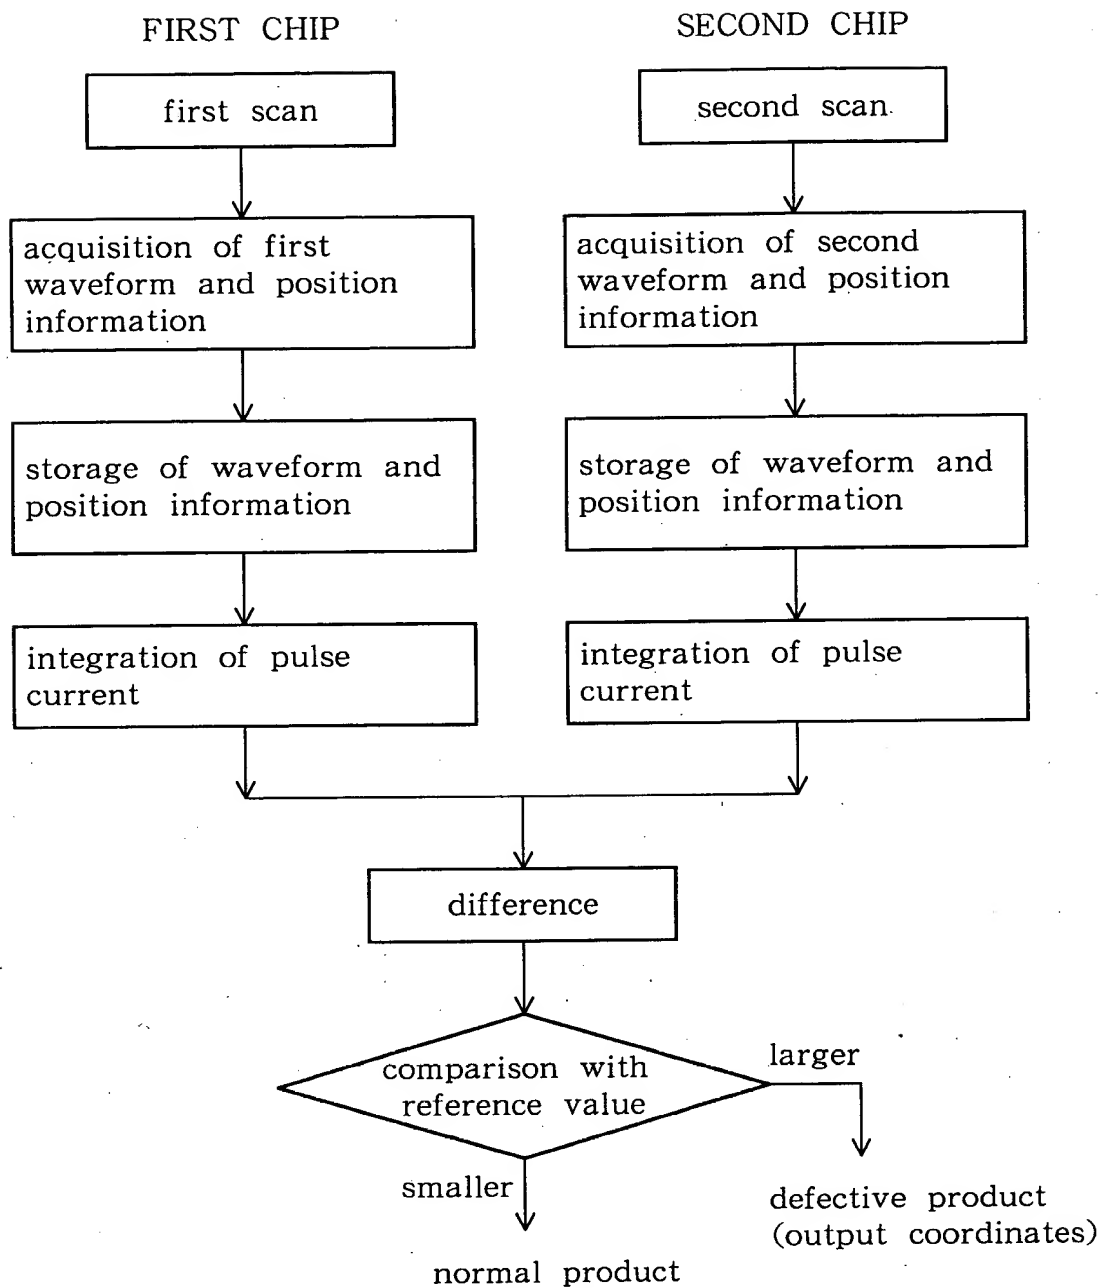 FIRST CHIP
first scan
acquisition of first
waveform and position
information
storage of waveform and
position information
integration of pulse
current
SECOND CHIP
second scan
acquisition of second
waveform and position
information
storage of waveform and
position information
integration of pulse
current
difference
comparison with
reference value
larger
smaller
defective product
(output coordinates)
normal product